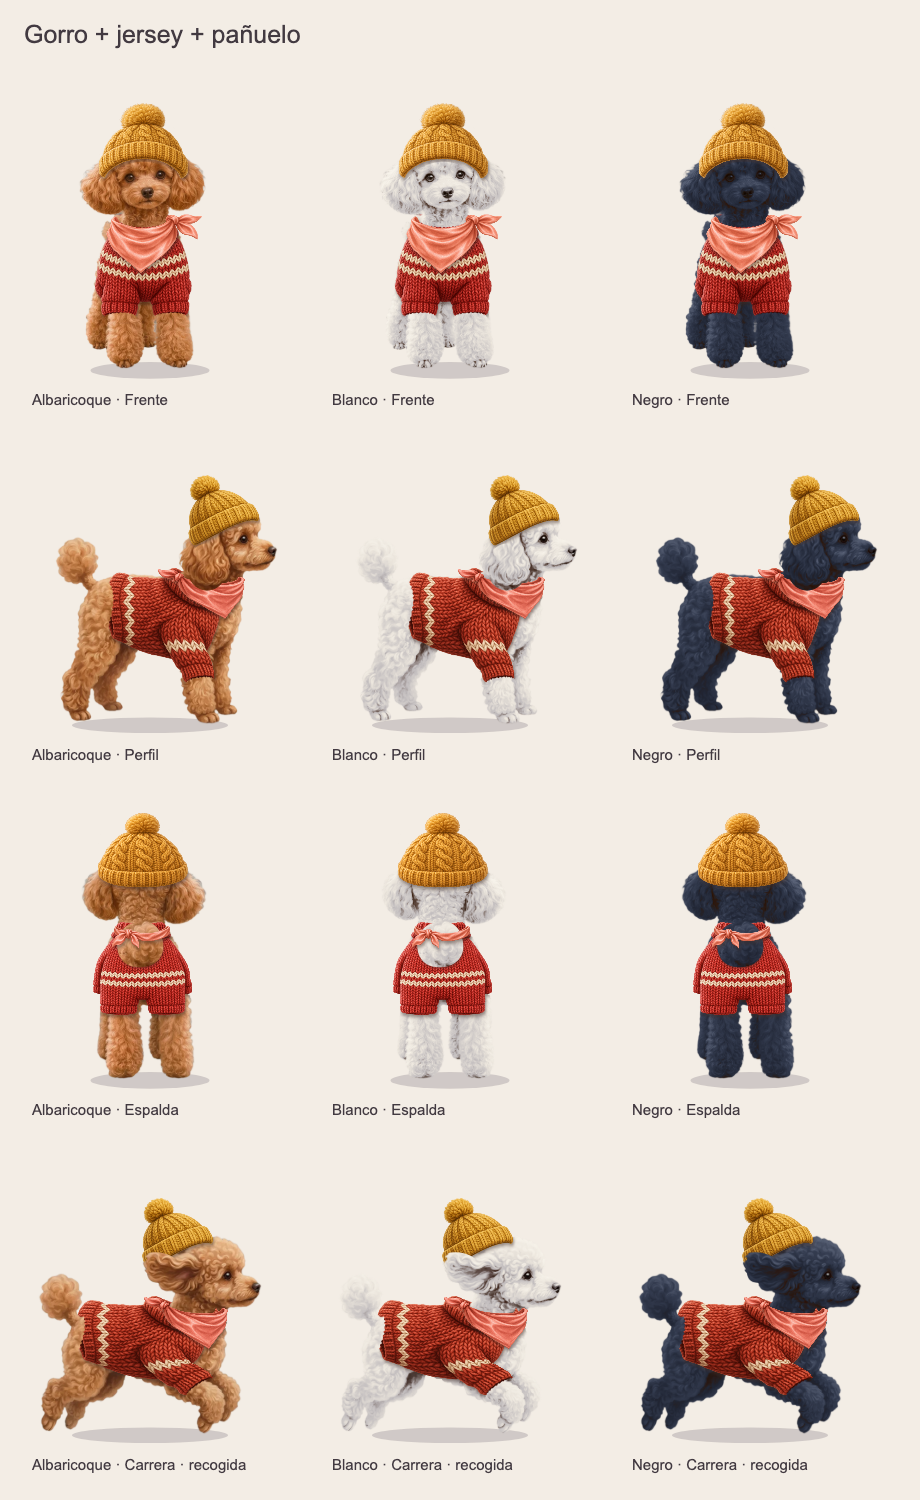 Gorro + jersey + pañuelo
Albaricoque · Frente
Blanco · Frente
Negro · Frente
Albaricoque · Perfil
Blanco · Perfil
Negro · Perfil
Albaricoque · Espalda
Blanco · Espalda
Negro · Espalda
Albaricoque · Carrera · recogida
Blanco · Carrera · recogida
Negro · Carrera · recogida